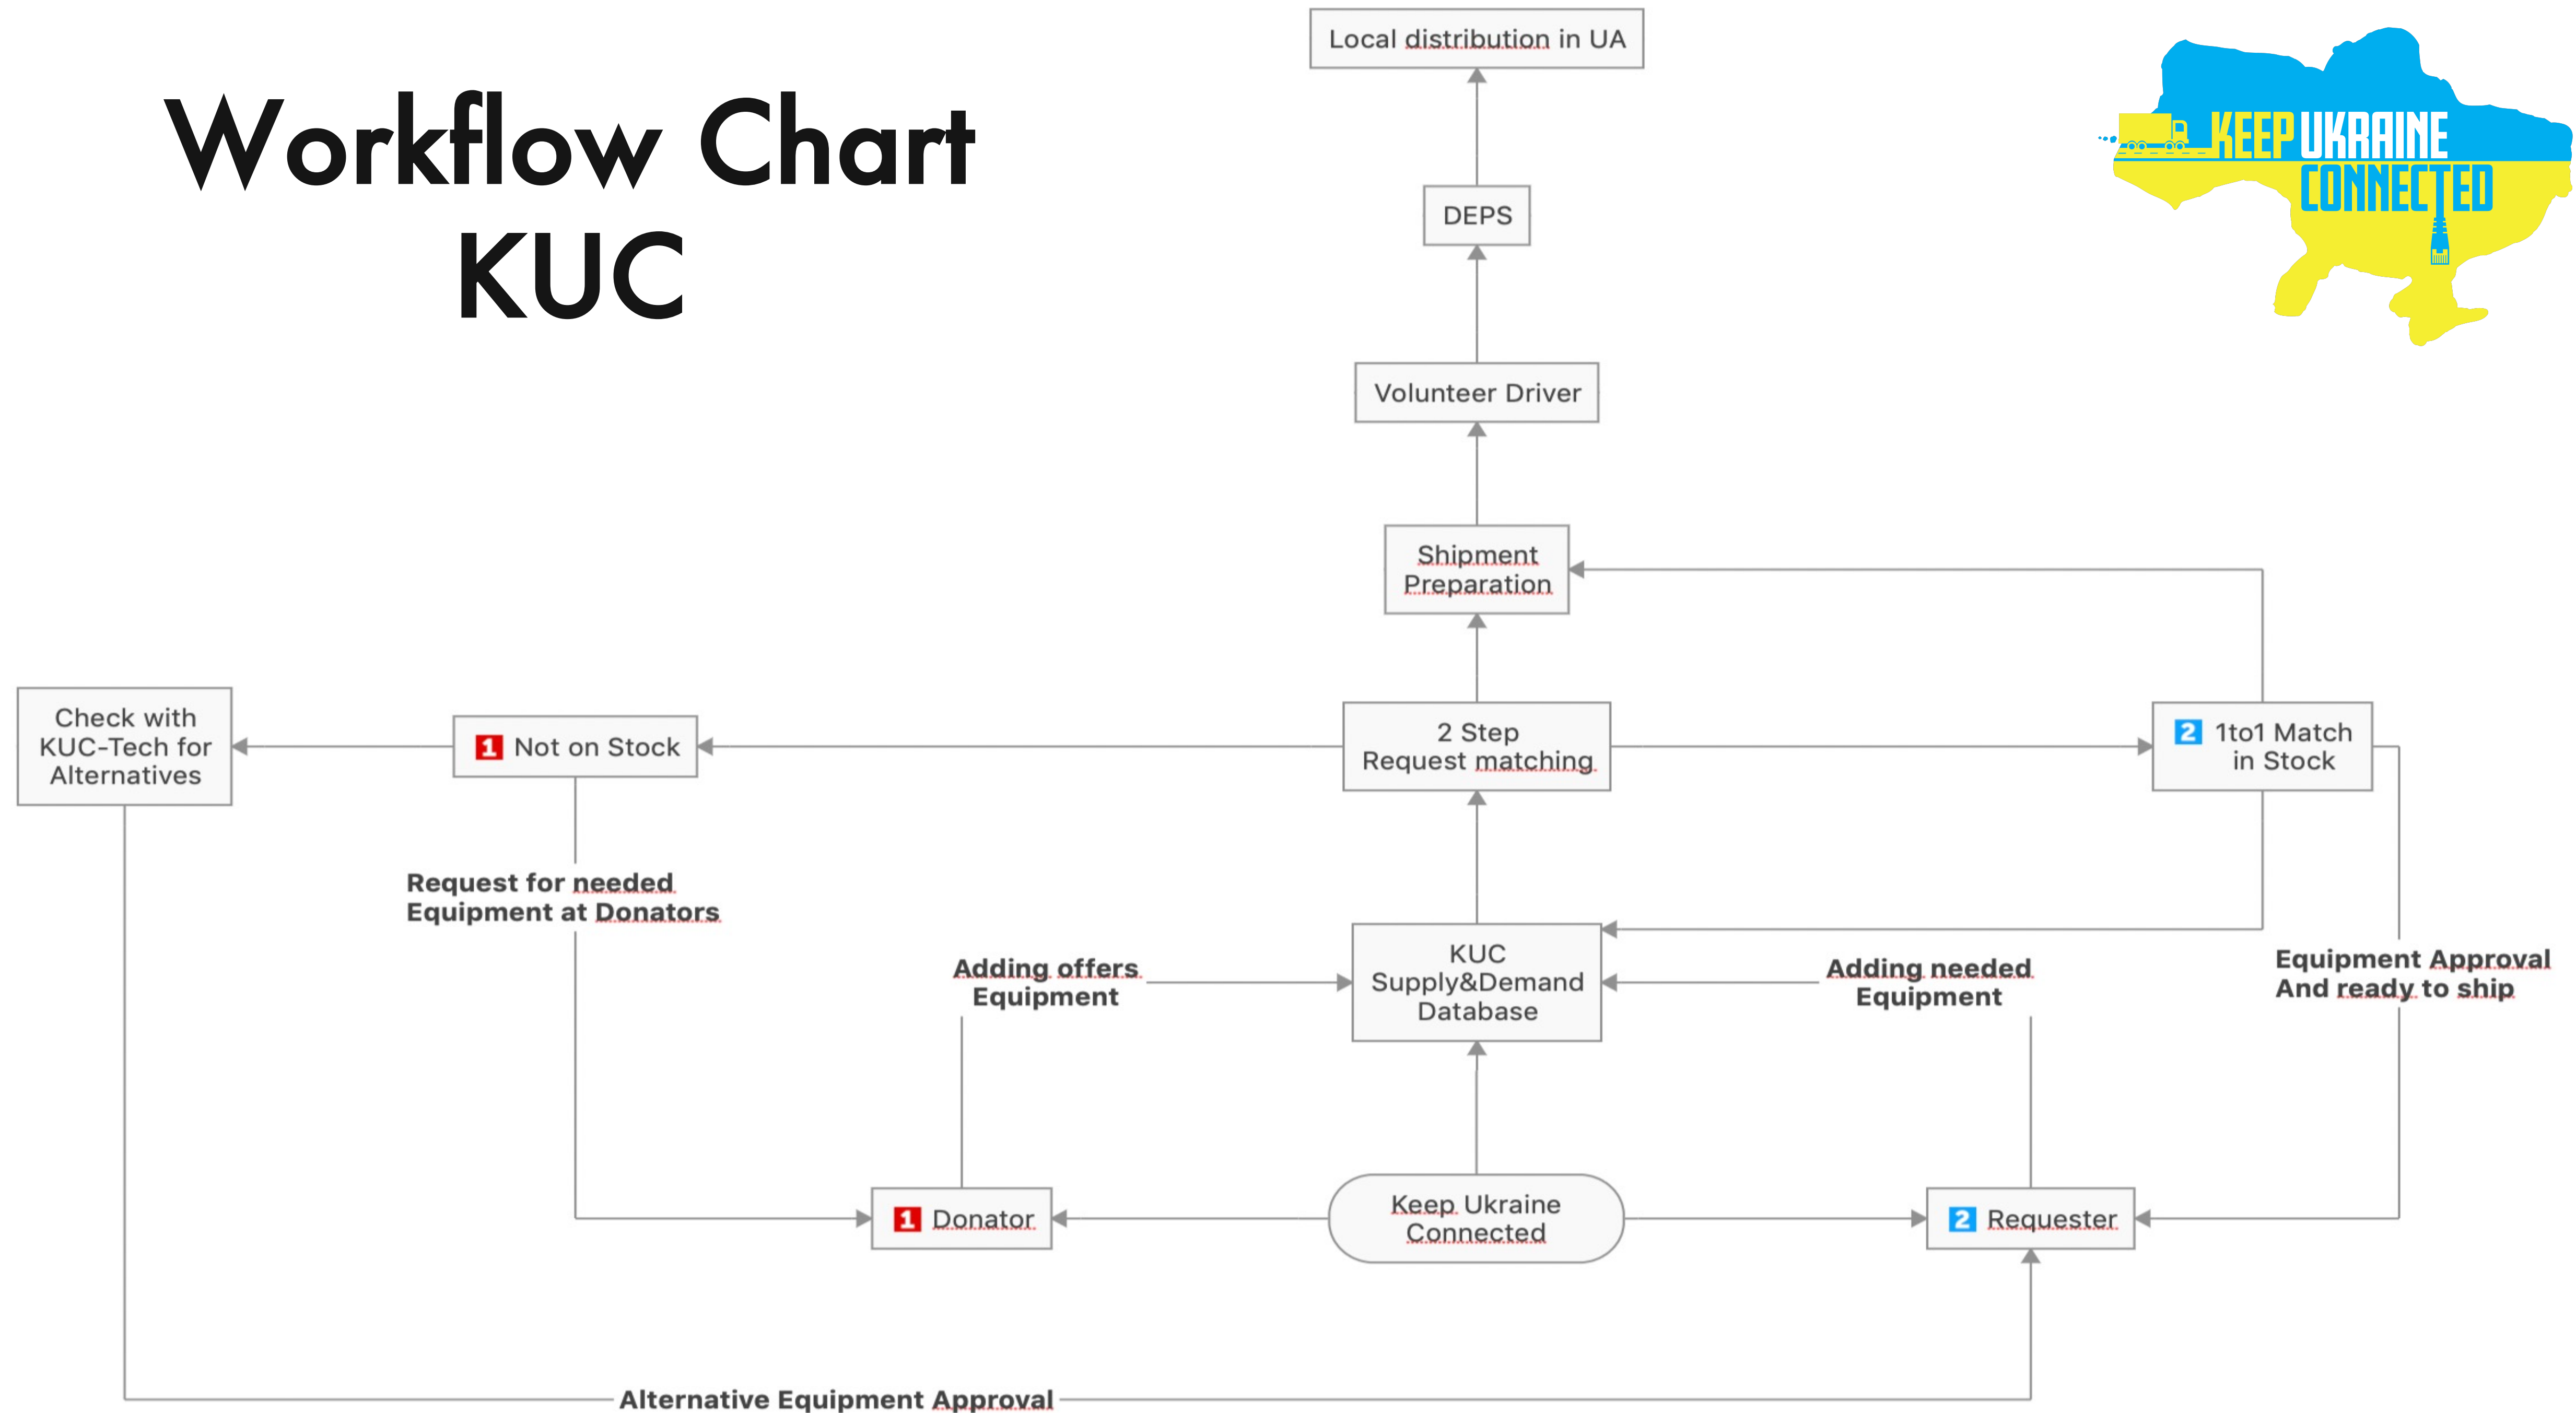 Workflow Chart
KUC
KEEP UKRAINE
CONNECTED
Local distribution in UA
DEPS
Volunteer Driver
Shipment
Preparation
Check with
KUC-Tech for
Alternatives
1 Not on Stock
2 Step
Request matching
2 1to1 Match
in Stock
Request for needed
Equipment at Donators
Adding offers
Equipment
KUC
Supply&Demand
Database
Adding needed
Equipment
Equipment Approval
And ready to ship
1 Donator
Keep Ukraine
Connected
2 Requester
Alternative Equipment Approval